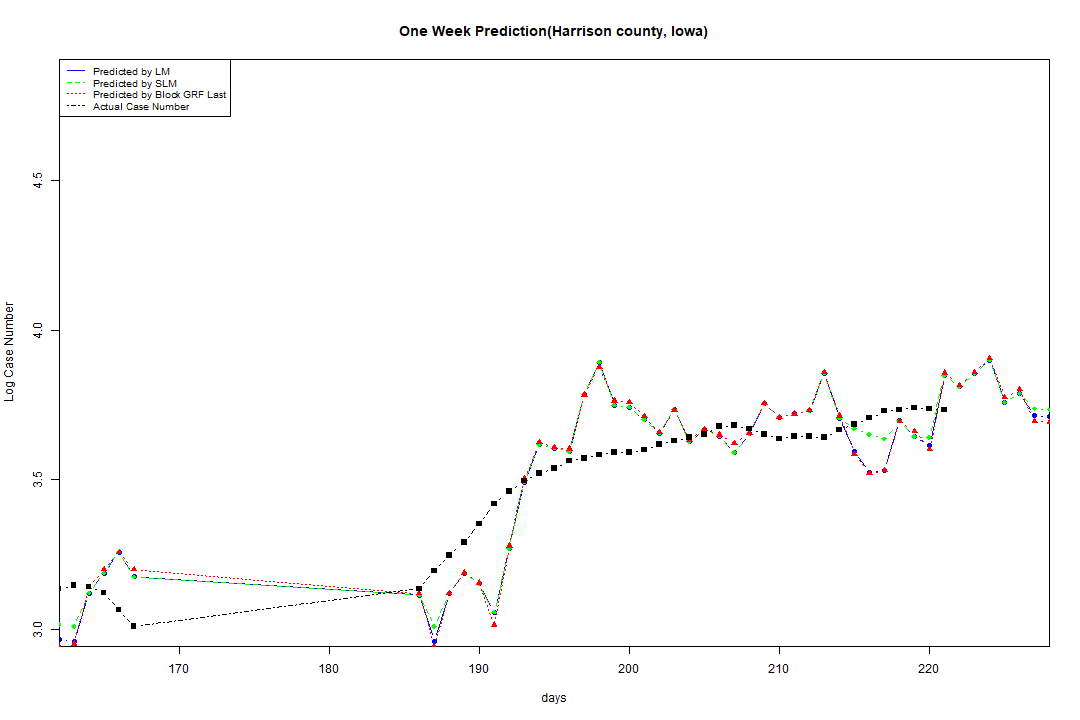 One Week Prediction(Harrison county, Iowa)
Predicted by LM
Predicted by SLM
Predicted by Block GRF Last
Actual Case Number
4.5
4.0
3.5
3.0
Log Case Number
170 180 190 200 210 220
days